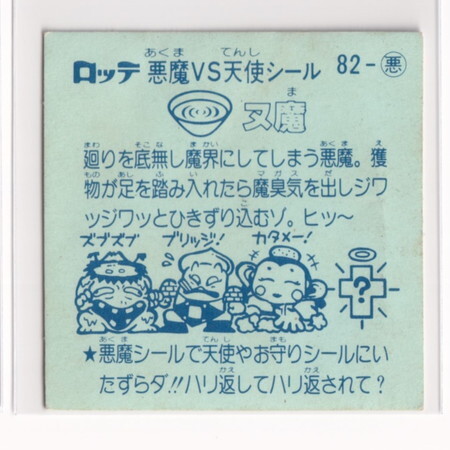 ロッテ 悪魔VS天使シール 82-悪
ヌ魔
廻りを底無し魔界にしてしまう悪魔。獲
物が足を踏み入れたら魔臭気を出しジワ
ッジワッとひきずり込むゾ。ヒッ〜
ズブズブ ブリッジ! カタメー!
?
★悪魔シールで天使やお守りシールにい
たずらダ!!ハリ返してハリ返されて?